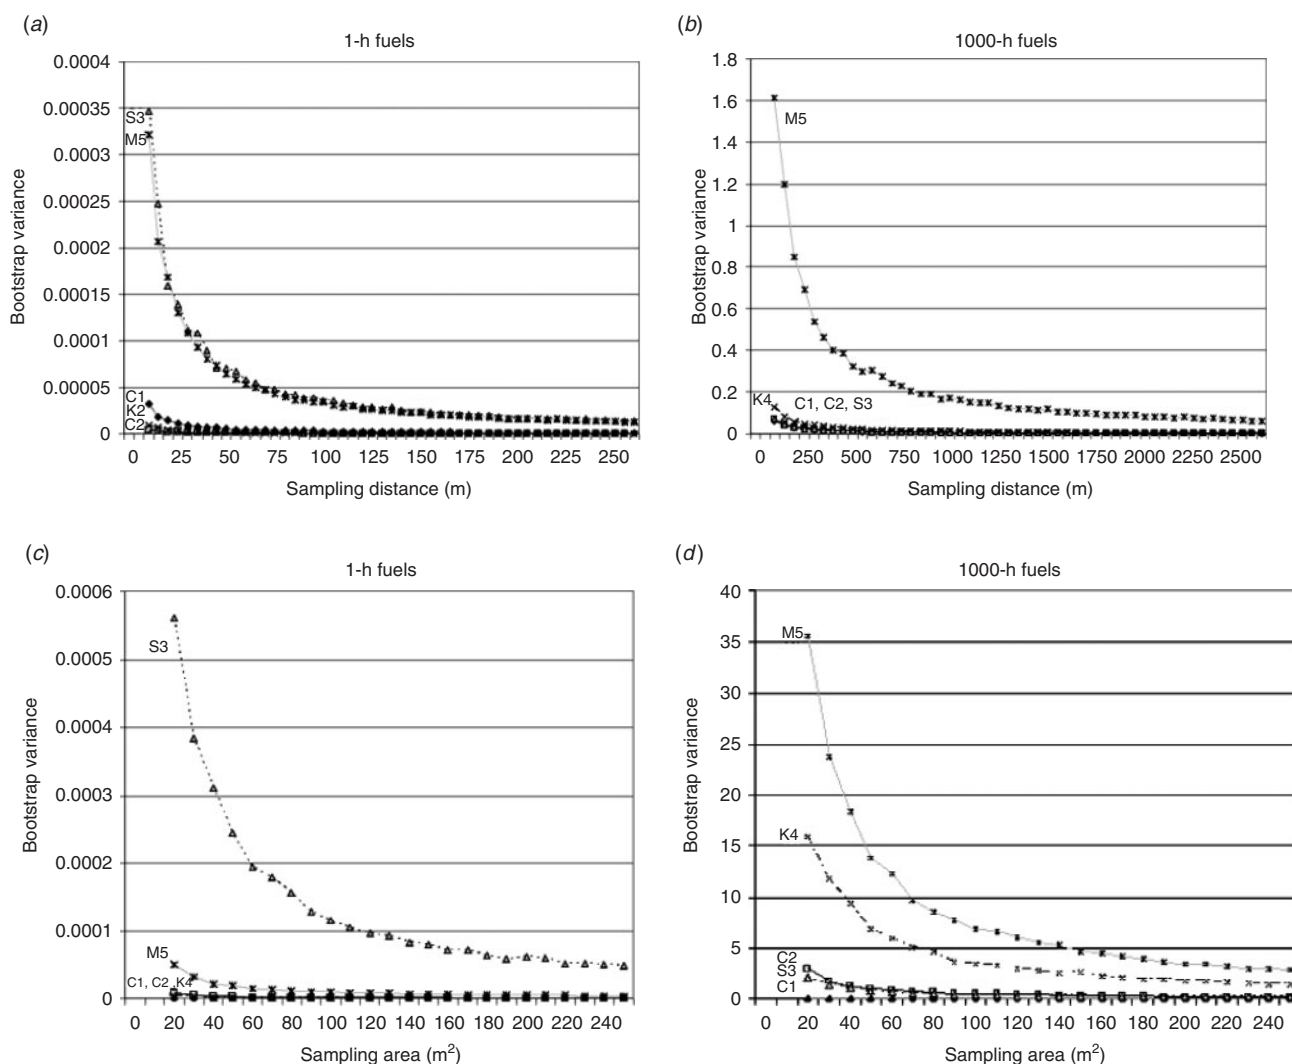 (a)
1-h fuels
0.0004
0.00035
0.0003
0.00025
0.0002
0.00015
0.0001
0.00005
0
Bootstrap variance
S3
M5
C1
K2
C2
0 25 50 75 100 125 150 175 200 225 250
Sampling distance (m)
(b)
1000-h fuels
1.8
1.6
1.4
1.2
1
0.8
0.6
0.4
0.2
0
Bootstrap variance
M5
K4
C1, C2, S3
0 250 500 750 1000 1250 1500 1750 2000 2250 2500
Sampling distance (m)
(c)
1-h fuels
0.0006
0.0005
0.0004
0.0003
0.0002
0.0001
0
Bootstrap variance
S3
M5
C1, C2 ,K4
0 20 40 60 80 100 120 140 160 180 200 220 240
Sampling area (m²)
(d)
1000-h fuels
40
35
30
25
20
15
10
5
0
Bootstrap variance
M5
K4
C2
S3
C1
0 20 40 60 80 100 120 140 160 180 200 220 240
Sampling area (m²)